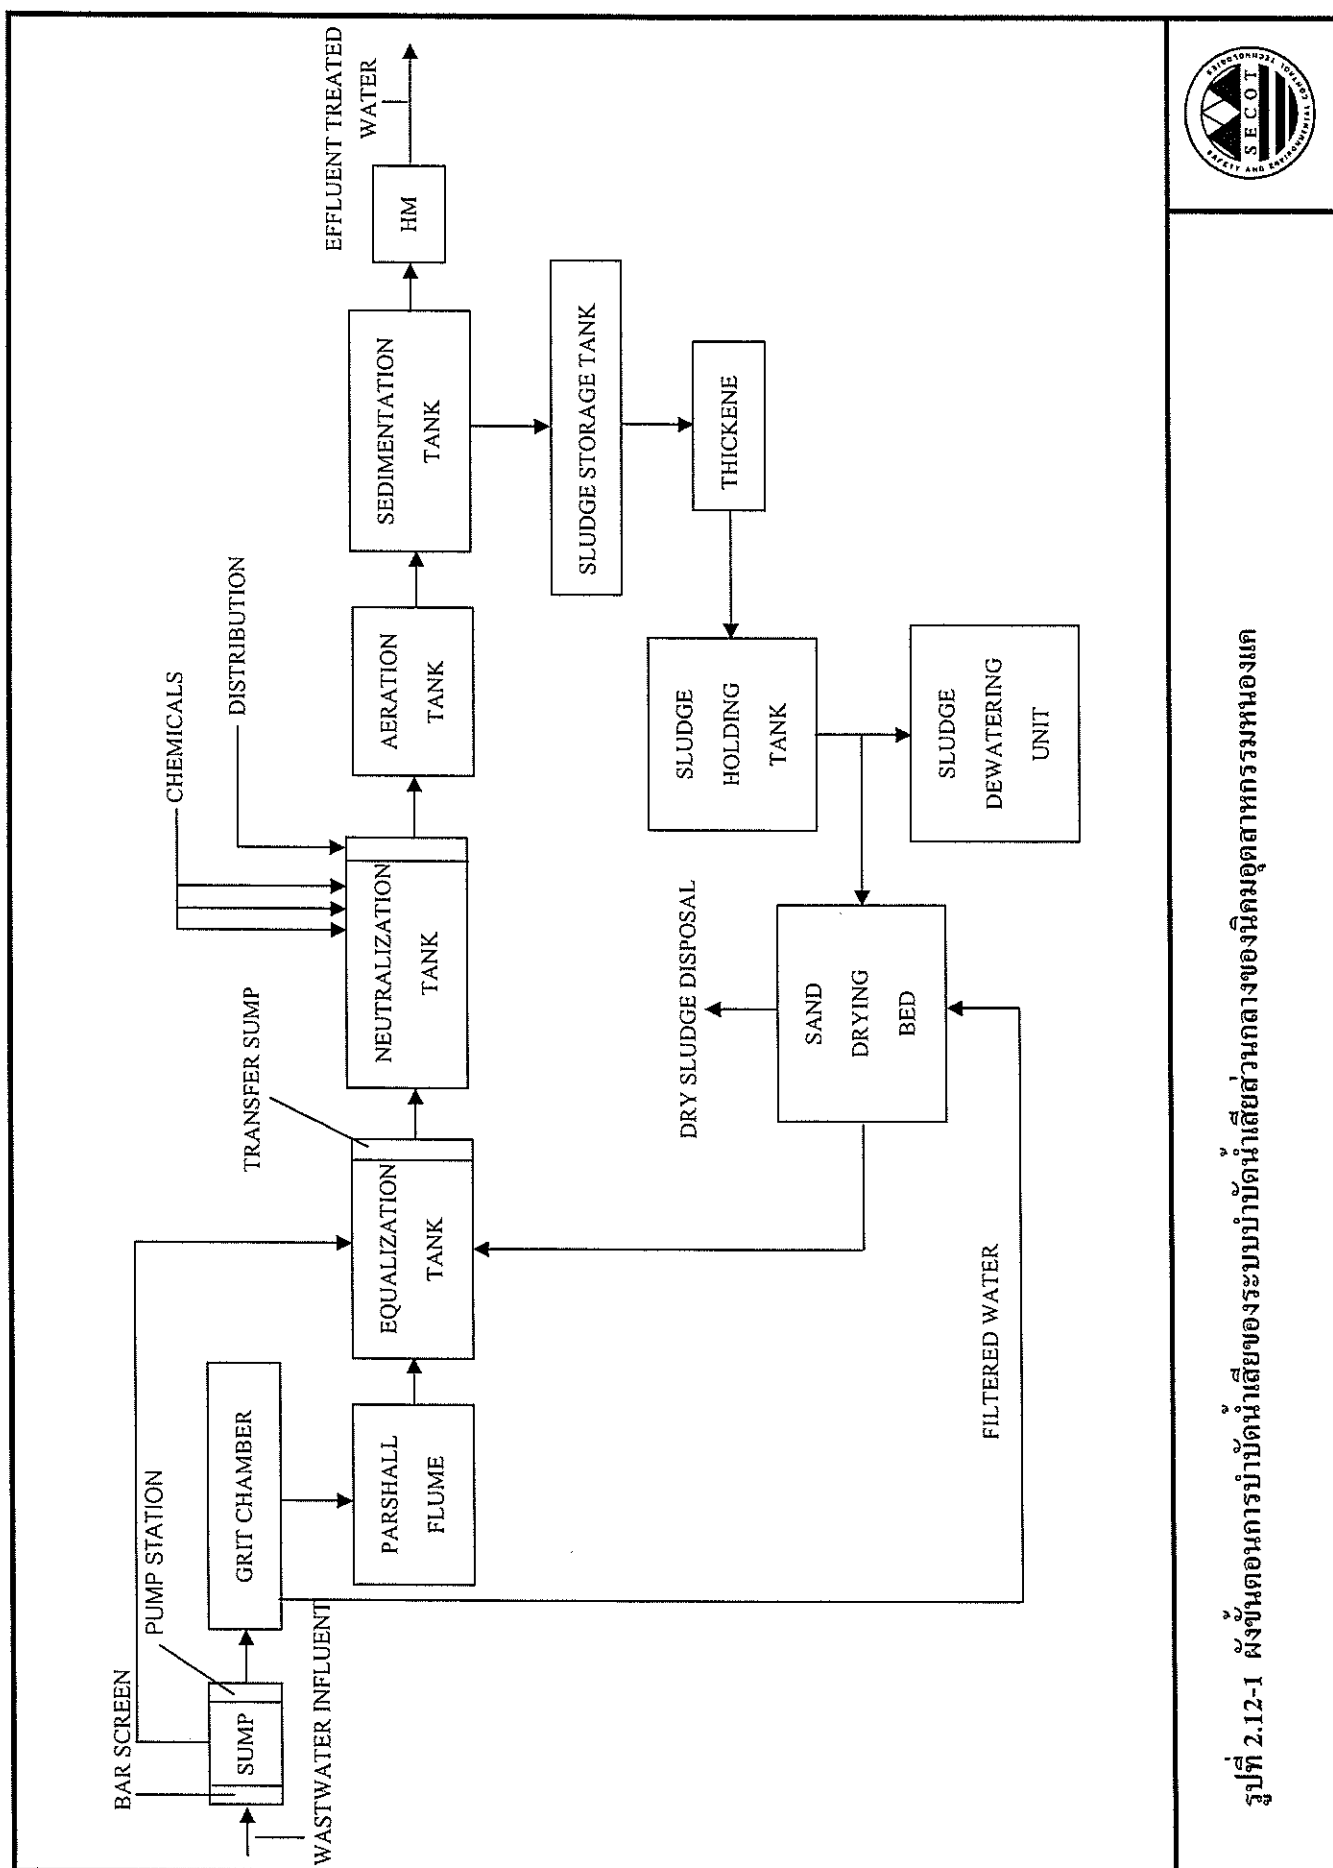 BAR SCREEN
PUMP STATION
SUMP
WASTWATER INFLUENT
GRIT CHAMBER
PARSHALL
FLUME
EQUALIZATION
TANK
TRANSFER SUMP
NEUTRALIZATION
TANK
CHEMICALS
DISTRIBUTION
AERATION
TANK
SEDIMENTATION
TANK
HM
EFFLUENT TREATED
WATER
SLUDGE STORAGE TANK
THICKENE
SLUDGE
HOLDING
TANK
SLUDGE
DEWATERING
UNIT
SAND
DRYING
BED
DRY SLUDGE DISPOSAL
FILTERED WATER
รูปที่ 2.12-1 ผังขั้นตอนการบำบัดน้ำเสียของระบบบำบัดน้ำเสียส่วนกลางของนิคมอุตสาหกรรมหนองแค
SECOT
SAFETY AND ENVIRONMENTAL CONTROL TECHNOLOGIES